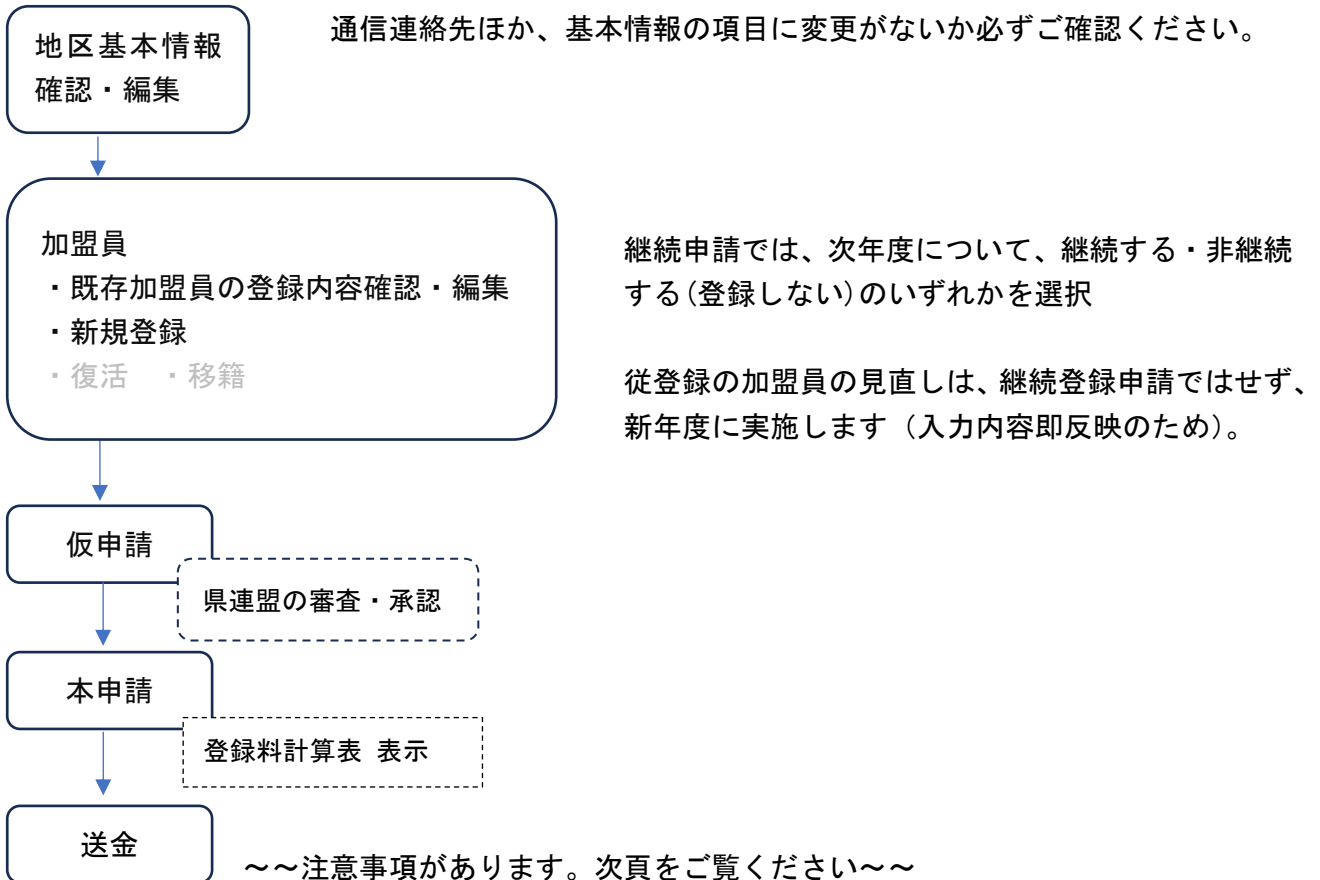 地区基本情報
確認・編集
通信連絡先ほか、基本情報の項目に変更がないか必ずご確認ください。
加盟員
・既存加盟員の登録内容確認・編集
・新規登録
・復活　・移籍
継続申請では、次年度について、継続する・非継続
する(登録しない)のいずれかを選択
従登録の加盟員の見直しは、継続登録申請ではせず、
新年度に実施します（入力内容即反映のため）。
仮申請
県連盟の審査・承認
本申請
登録料計算表 表示
送金
～～注意事項があります。次頁をご覧ください～～